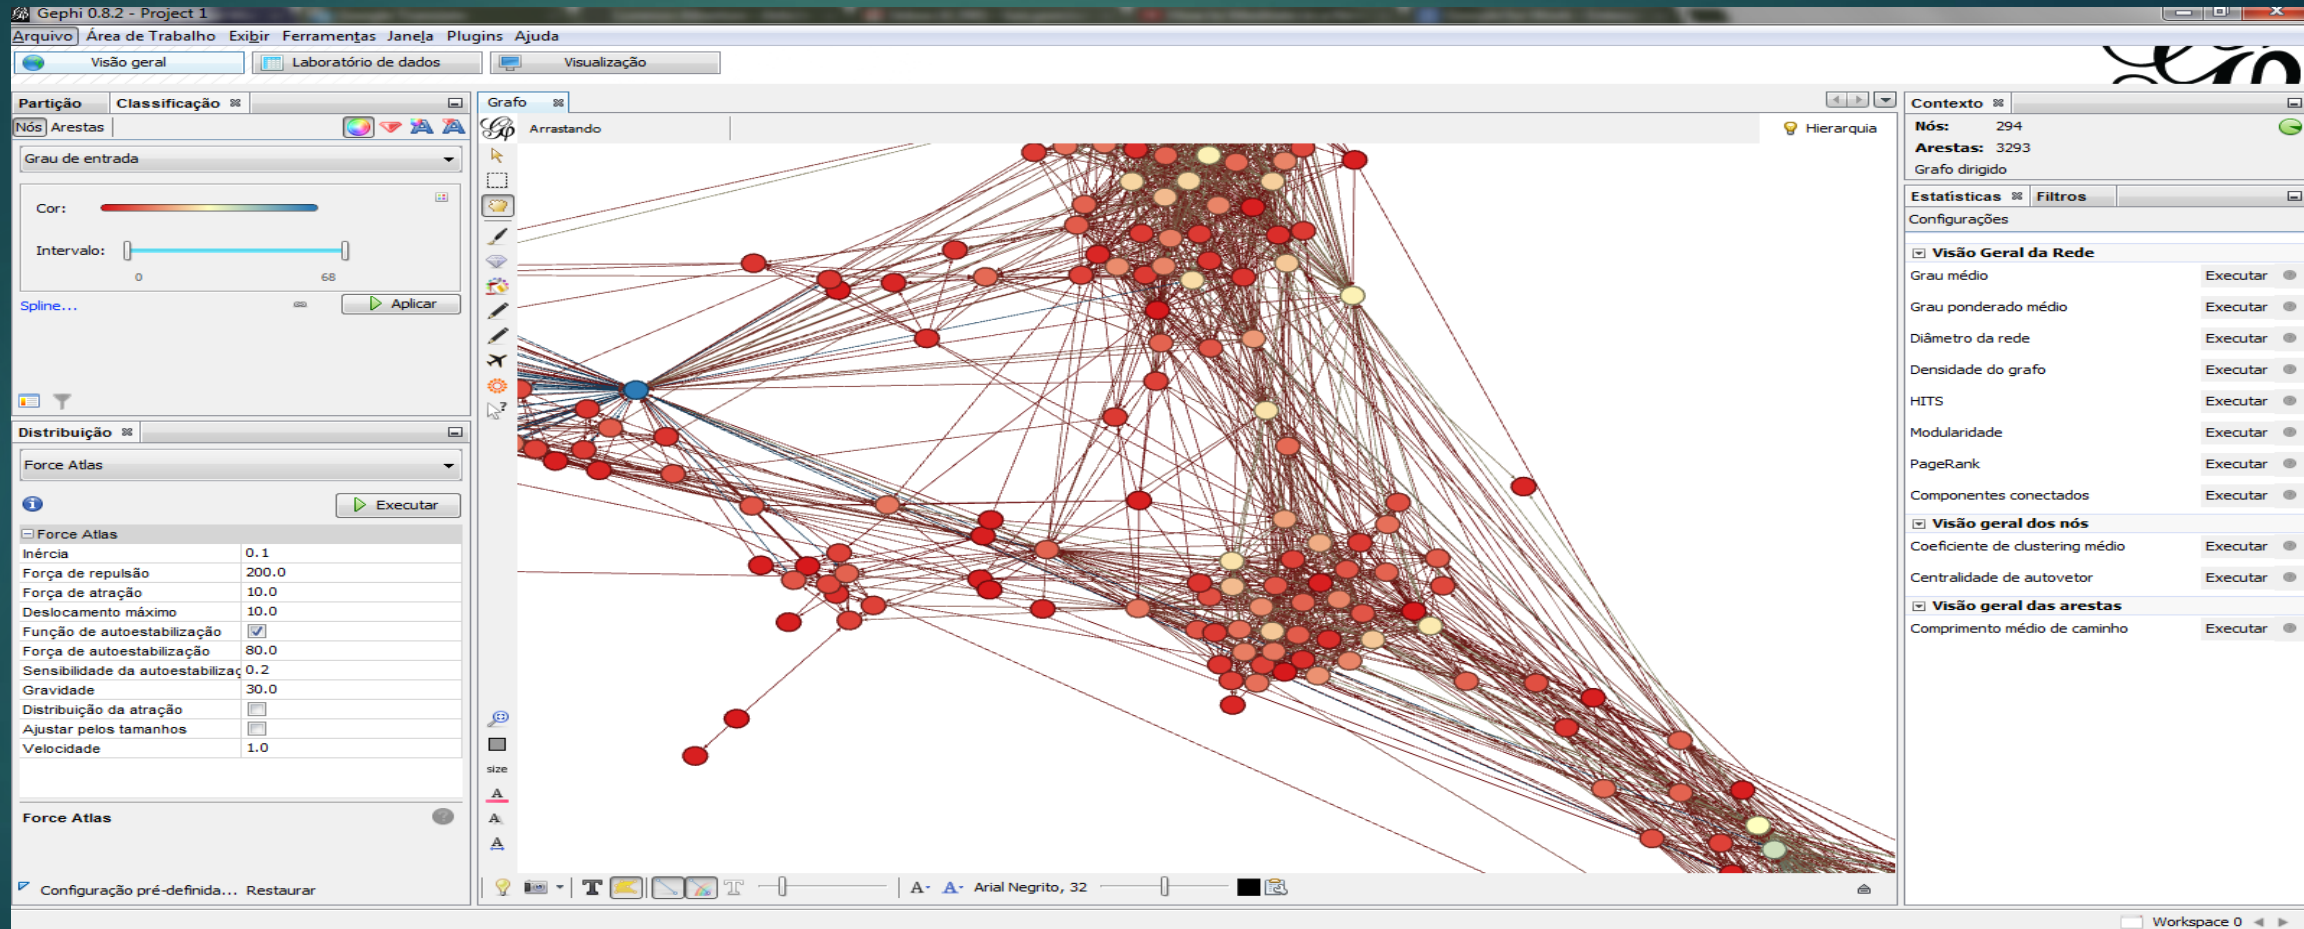 Gephi 0.8.2 - Project 1
Arquivo Área de Trabalho Exibir Ferramentas Janela Plugins Ajuda
Visão geral Laboratório de dados Visualização
Partição Classificação
Nós Arestas
Grau de entrada
Cor:
Intervalo:
0 68
Spline... Aplicar
Distribuição
Force Atlas
Executar
Force Atlas
Inércia 0.1
Força de repulsão 200.0
Força de atração 10.0
Deslocamento máximo 10.0
Função de autoestabilização
Força de autoestabilização 80.0
Sensibilidade da autoestabilizaç 0.2
Gravidade 30.0
Distribuição da atração
Ajustar pelos tamanhos
Velocidade 1.0
Force Atlas
Configuração pré-definida... Restaurar
Grafo
Arrastando Hierarquia
size
A- A- Arial Negrito, 32
Contexto
Nós: 294
Arestas: 3293
Grafo dirigido
Estatísticas Filtros
Configurações
Visão Geral da Rede
Grau médio Executar
Grau ponderado médio Executar
Diâmetro da rede Executar
Densidade do grafo Executar
HITS Executar
Modularidade Executar
PageRank Executar
Componentes conectados Executar
Visão geral dos nós
Coeficiente de clustering médio Executar
Centralidade de autovetor Executar
Visão geral das arestas
Comprimento médio de caminho Executar
Workspace 0